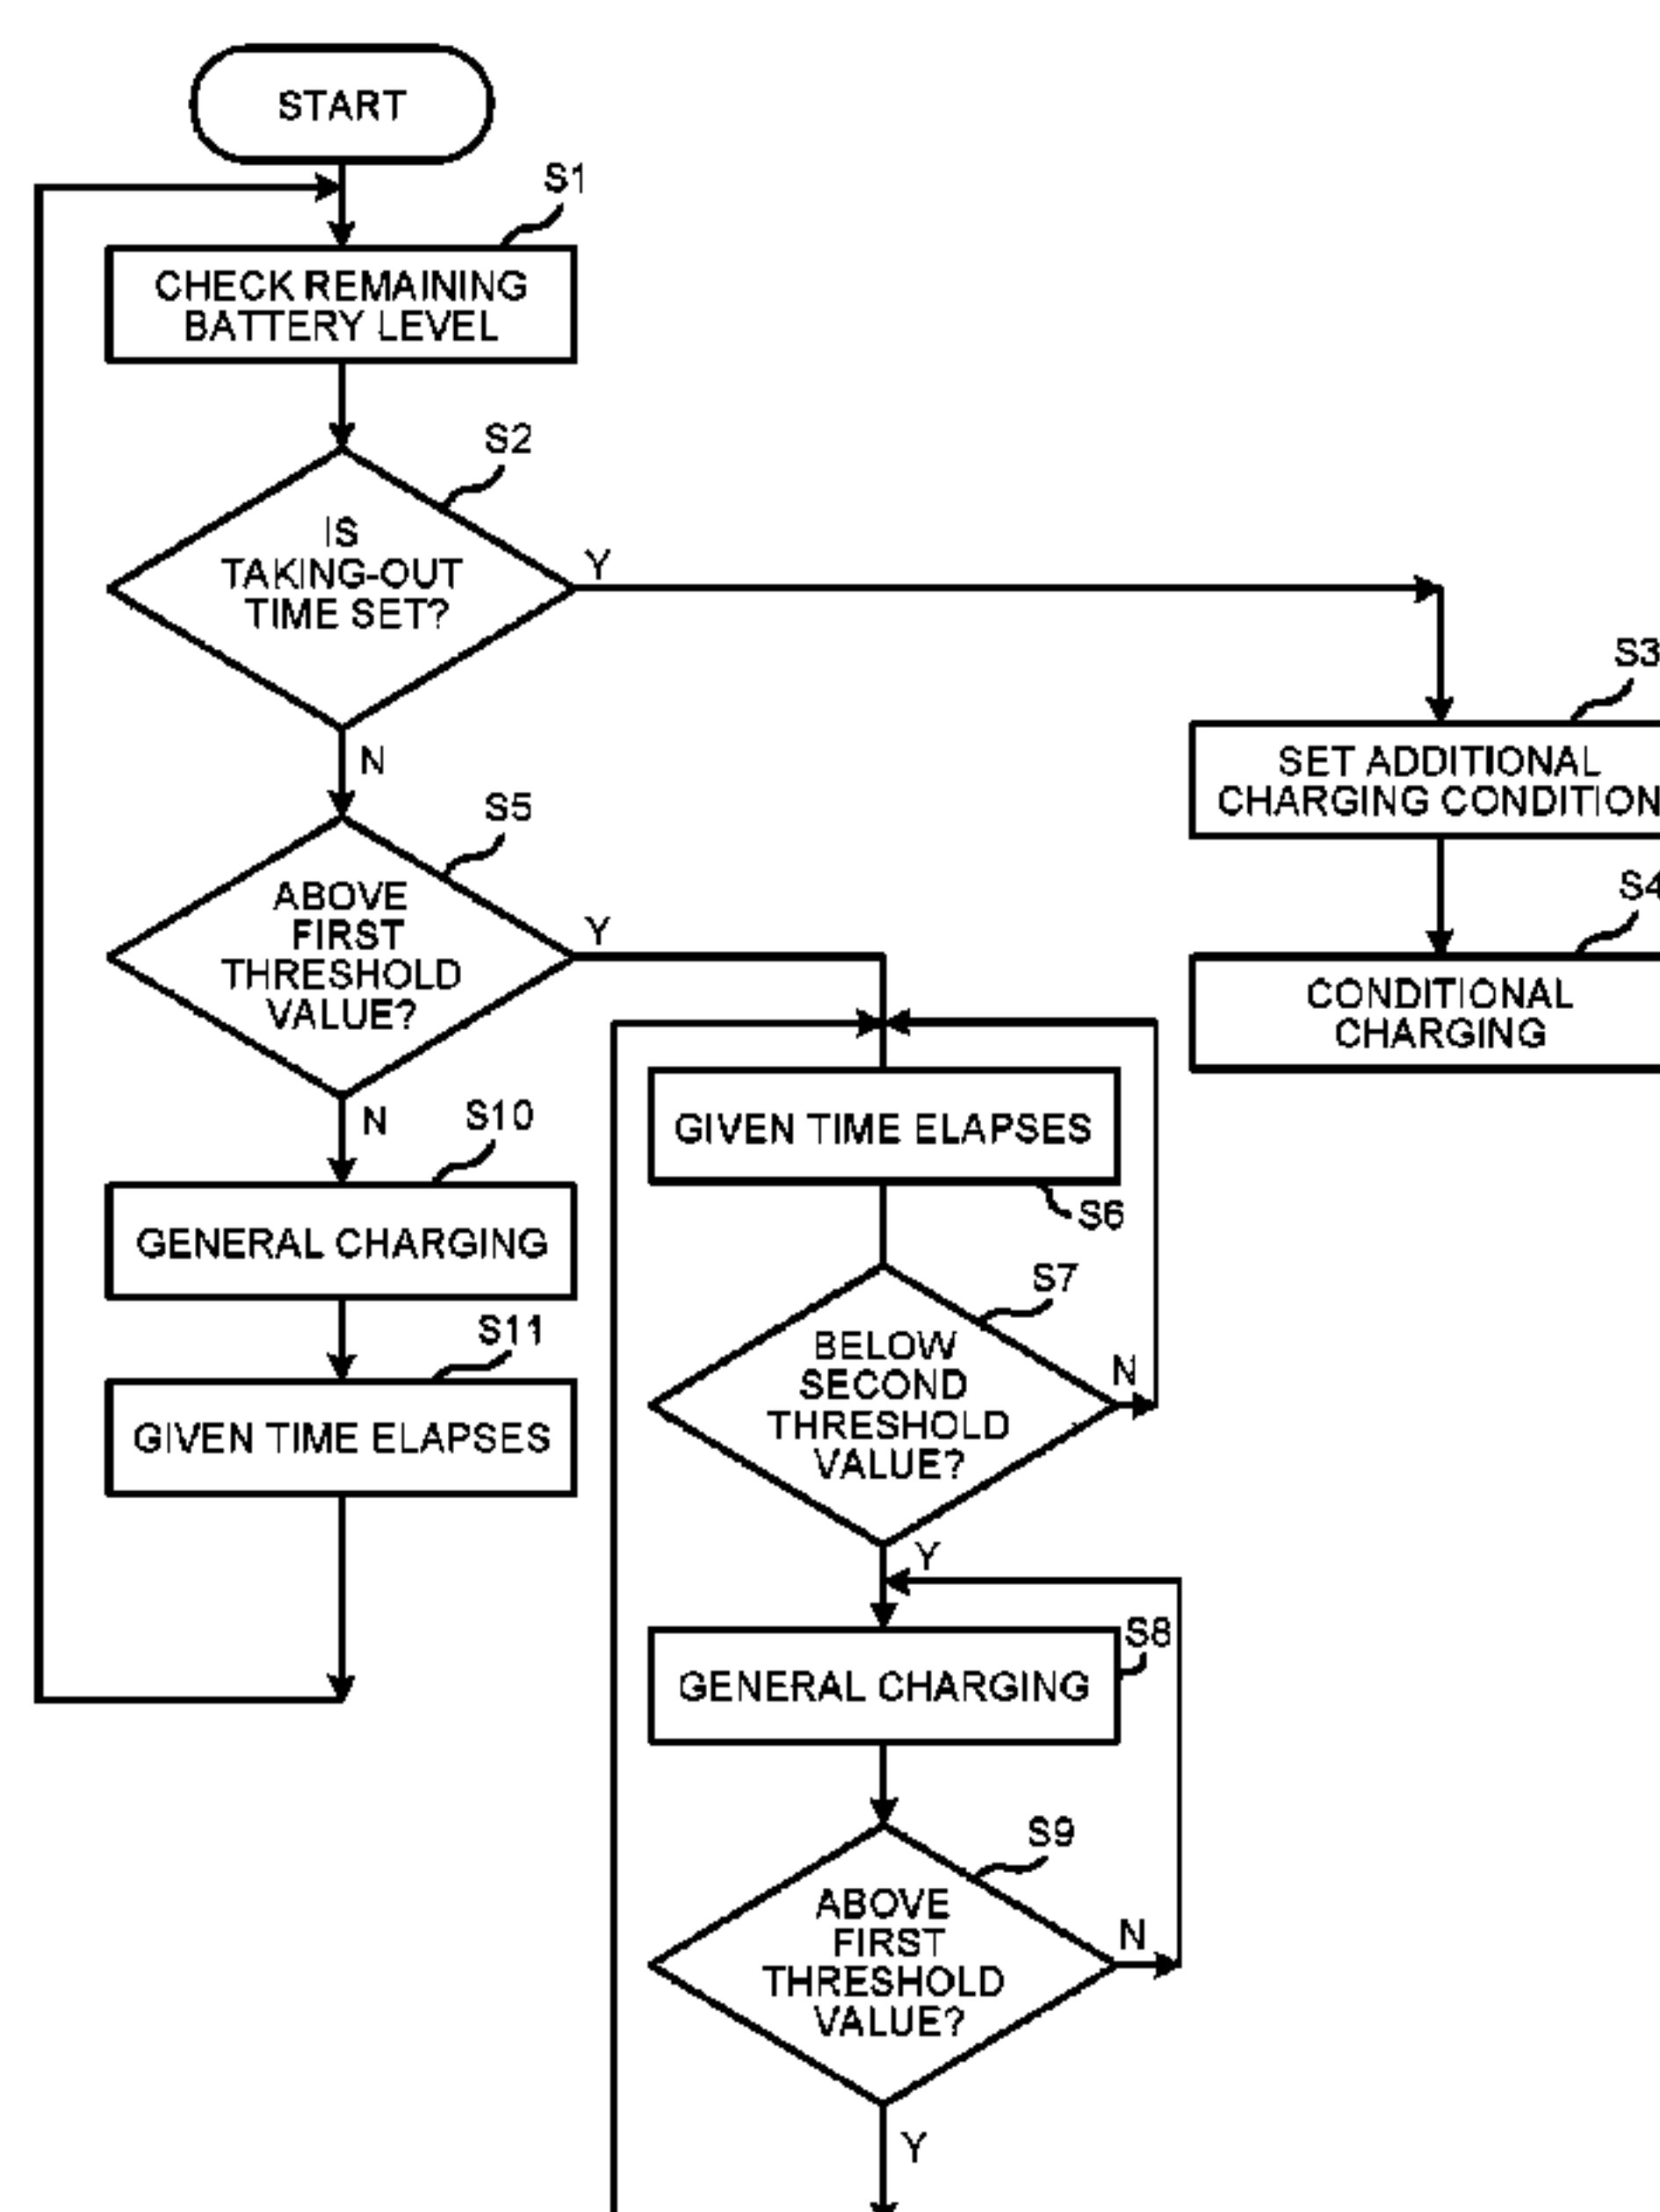 START
S1
CHECK REMAINING
BATTERY LEVEL
S2
IS
TAKING-OUT
TIME SET?
Y
N
S3
SET ADDITIONAL
CHARGING CONDITION
S4
CONDITIONAL
CHARGING
S5
ABOVE
FIRST
THRESHOLD
VALUE?
Y
N
S10
GENERAL CHARGING
S11
GIVEN TIME ELAPSES
GIVEN TIME ELAPSES
S6
S7
BELOW
SECOND
THRESHOLD
VALUE?
N
Y
S8
GENERAL CHARGING
S9
ABOVE
FIRST
THRESHOLD
VALUE?
N
Y